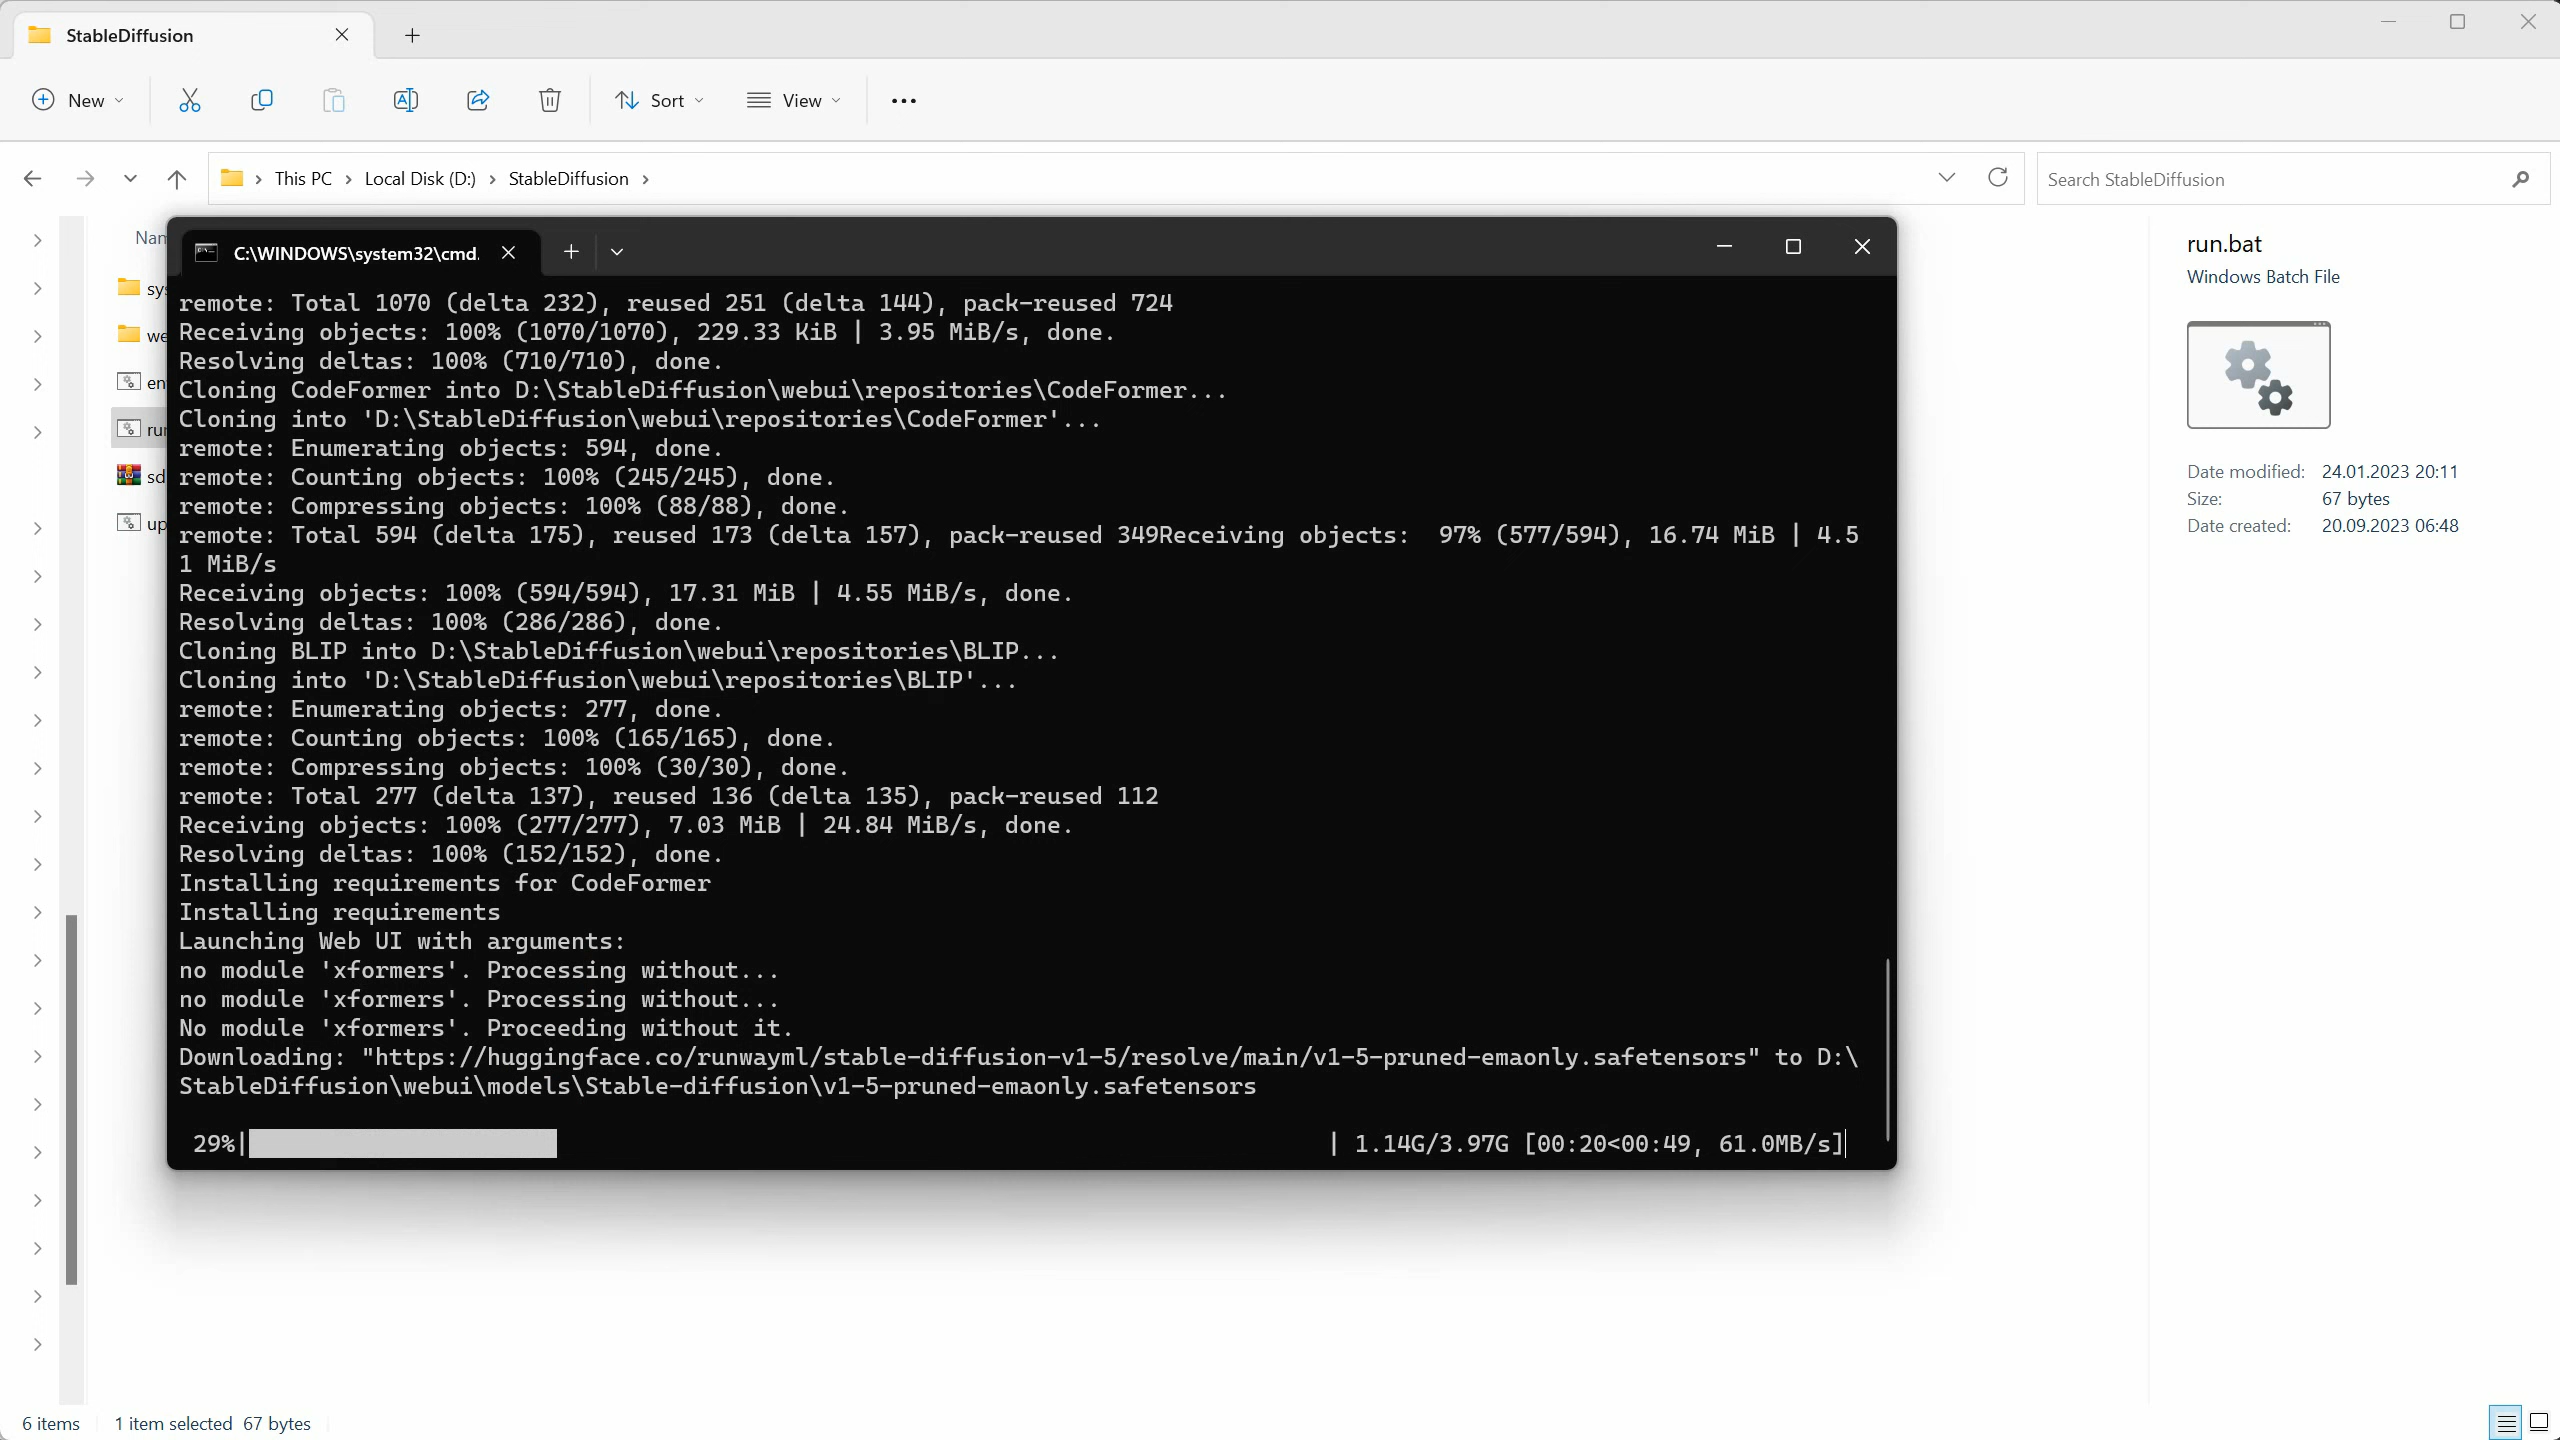 StableDiffusion
New
Sort
View
This PC
Local Disk (D:)
StableDiffusion
Search StableDiffusion
C:\WINDOWS\system32\cmd.
remote: Total 1070 (delta 232), reused 251 (delta 144), pack-reused 724
Receiving objects: 100% (1070/1070), 229.33 KiB | 3.95 MiB/s, done.
Resolving deltas: 100% (710/710), done.
Cloning CodeFormer into D:\StableDiffusion\webui\repositories\CodeFormer...
Cloning into 'D:\StableDiffusion\webui\repositories\CodeFormer'...
remote: Enumerating objects: 594, done.
remote: Counting objects: 100% (245/245), done.
remote: Compressing objects: 100% (88/88), done.
remote: Total 594 (delta 175), reused 173 (delta 157), pack-reused 349Receiving objects:  97% (577/594), 16.74 MiB | 4.5
1 MiB/s
Receiving objects: 100% (594/594), 17.31 MiB | 4.55 MiB/s, done.
Resolving deltas: 100% (286/286), done.
Cloning BLIP into D:\StableDiffusion\webui\repositories\BLIP...
Cloning into 'D:\StableDiffusion\webui\repositories\BLIP'...
remote: Enumerating objects: 277, done.
remote: Counting objects: 100% (165/165), done.
remote: Compressing objects: 100% (30/30), done.
remote: Total 277 (delta 137), reused 136 (delta 135), pack-reused 112
Receiving objects: 100% (277/277), 7.03 MiB | 24.84 MiB/s, done.
Resolving deltas: 100% (152/152), done.
Installing requirements for CodeFormer
Installing requirements
Launching Web UI with arguments:
no module 'xformers'. Processing without...
no module 'xformers'. Processing without...
No module 'xformers'. Proceeding without it.
Downloading: "https://huggingface.co/runwayml/stable-diffusion-v1-5/resolve/main/v1-5-pruned-emaonly.safetensors" to D:\
StableDiffusion\webui\models\Stable-diffusion\v1-5-pruned-emaonly.safetensors
29%| | 1.14G/3.97G [00:20<00:49, 61.0MB/s]
run.bat
Windows Batch File
Date modified: 24.01.2023 20:11
Size: 67 bytes
Date created: 20.09.2023 06:48
6 items
1 item selected 67 bytes